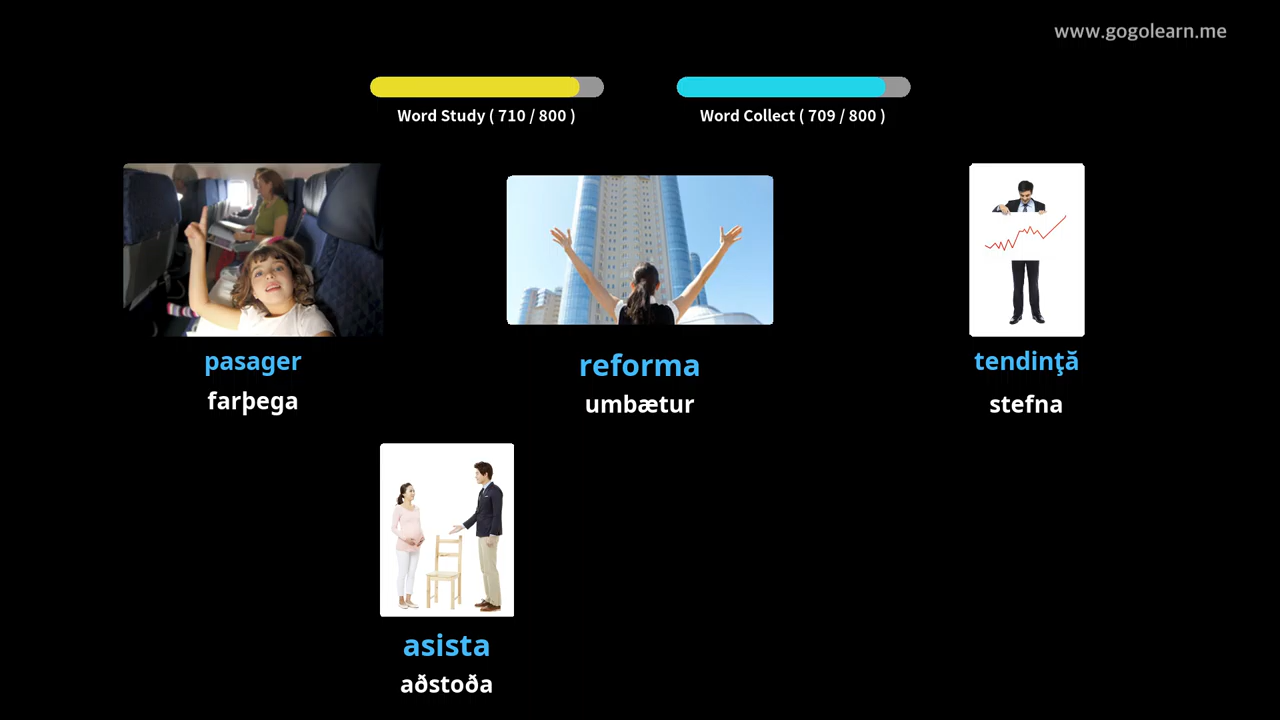 www.gogolearn.me
Word Study ( 710 / 800 )
Word Collect ( 709 / 800 )
pasager
farþega
reforma
umbætur
tendinţă
stefna
asista
aðstoða